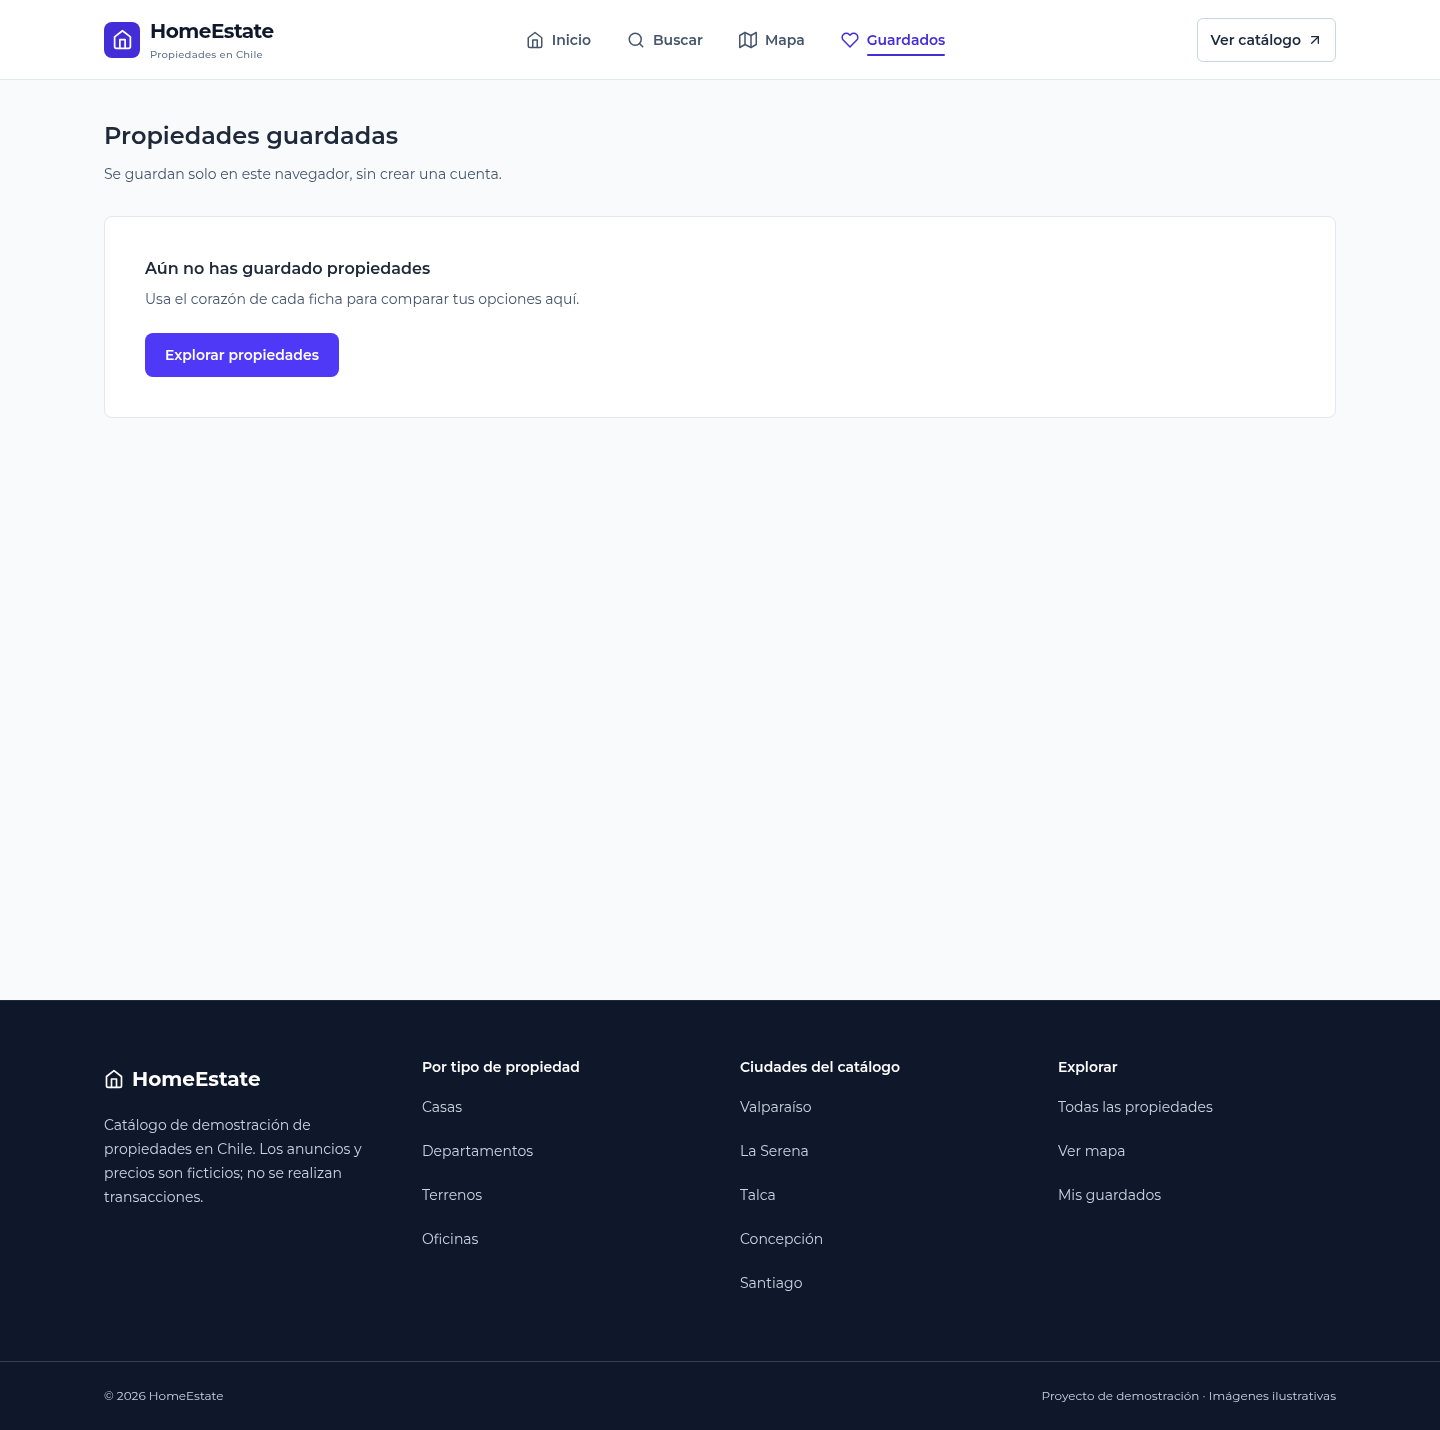 HomeEstate
Propiedades en Chile
Inicio
Buscar
Mapa
Guardados
Ver catálogo
Propiedades guardadas
Se guardan solo en este navegador, sin crear una cuenta.
Aún no has guardado propiedades
Usa el corazón de cada ficha para comparar tus opciones aquí.
Explorar propiedades
HomeEstate
Catálogo de demostración de
propiedades en Chile. Los anuncios y
precios son ficticios; no se realizan
transacciones.
Por tipo de propiedad
Casas
Departamentos
Terrenos
Oficinas
Ciudades del catálogo
Valparaíso
La Serena
Talca
Concepción
Santiago
Explorar
Todas las propiedades
Ver mapa
Mis guardados
© 2026 HomeEstate
Proyecto de demostración · Imágenes ilustrativas